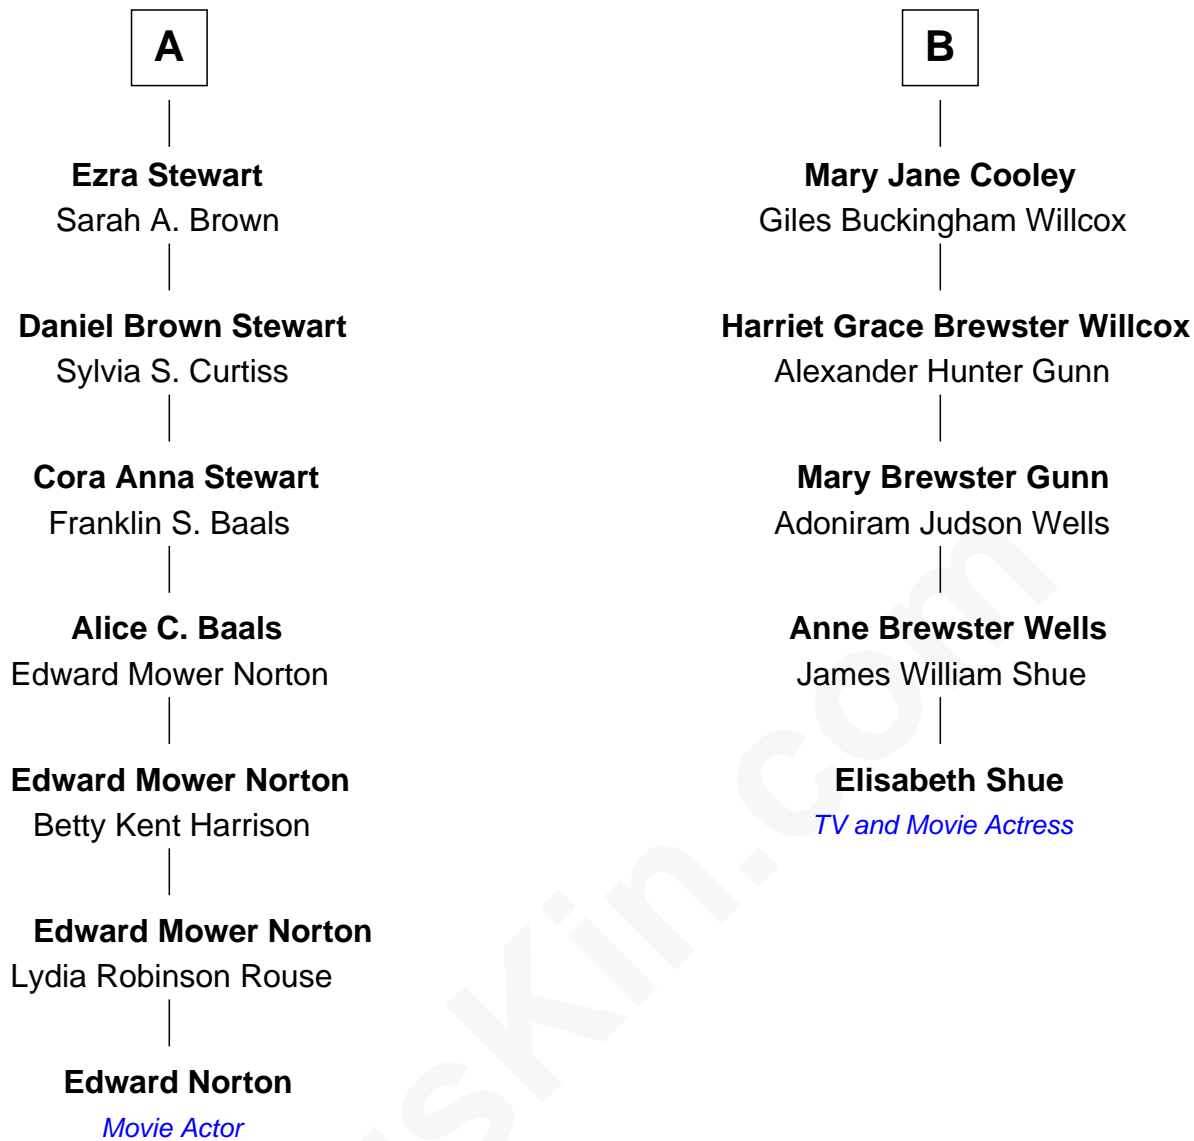 A
Ezra Stewart
Sarah A. Brown
Daniel Brown Stewart
Sylvia S. Curtiss
Cora Anna Stewart
Franklin S. Baals
Alice C. Baals
Edward Mower Norton
Edward Mower Norton
Betty Kent Harrison
Edward Mower Norton
Lydia Robinson Rouse
Edward Norton
Movie Actor
B
Mary Jane Cooley
Giles Buckingham Willcox
Harriet Grace Brewster Willcox
Alexander Hunter Gunn
Mary Brewster Gunn
Adoniram Judson Wells
Anne Brewster Wells
James William Shue
Elisabeth Shue
TV and Movie Actress
sKin.com